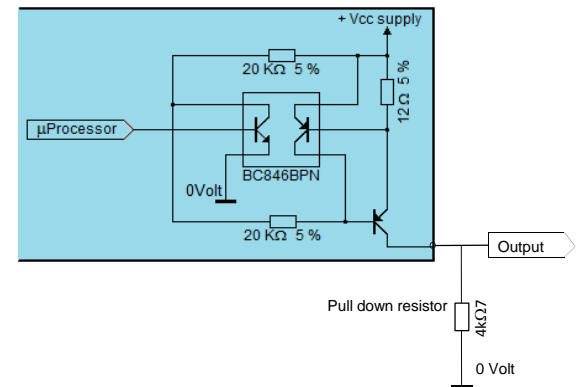 + Vcc supply
20 KΩ 5 %
12Ω 5 %
µProcessor
BC846BPN
0Volt
20 KΩ 5 %
Output
Pull down resistor
4kΩ7
0 Volt